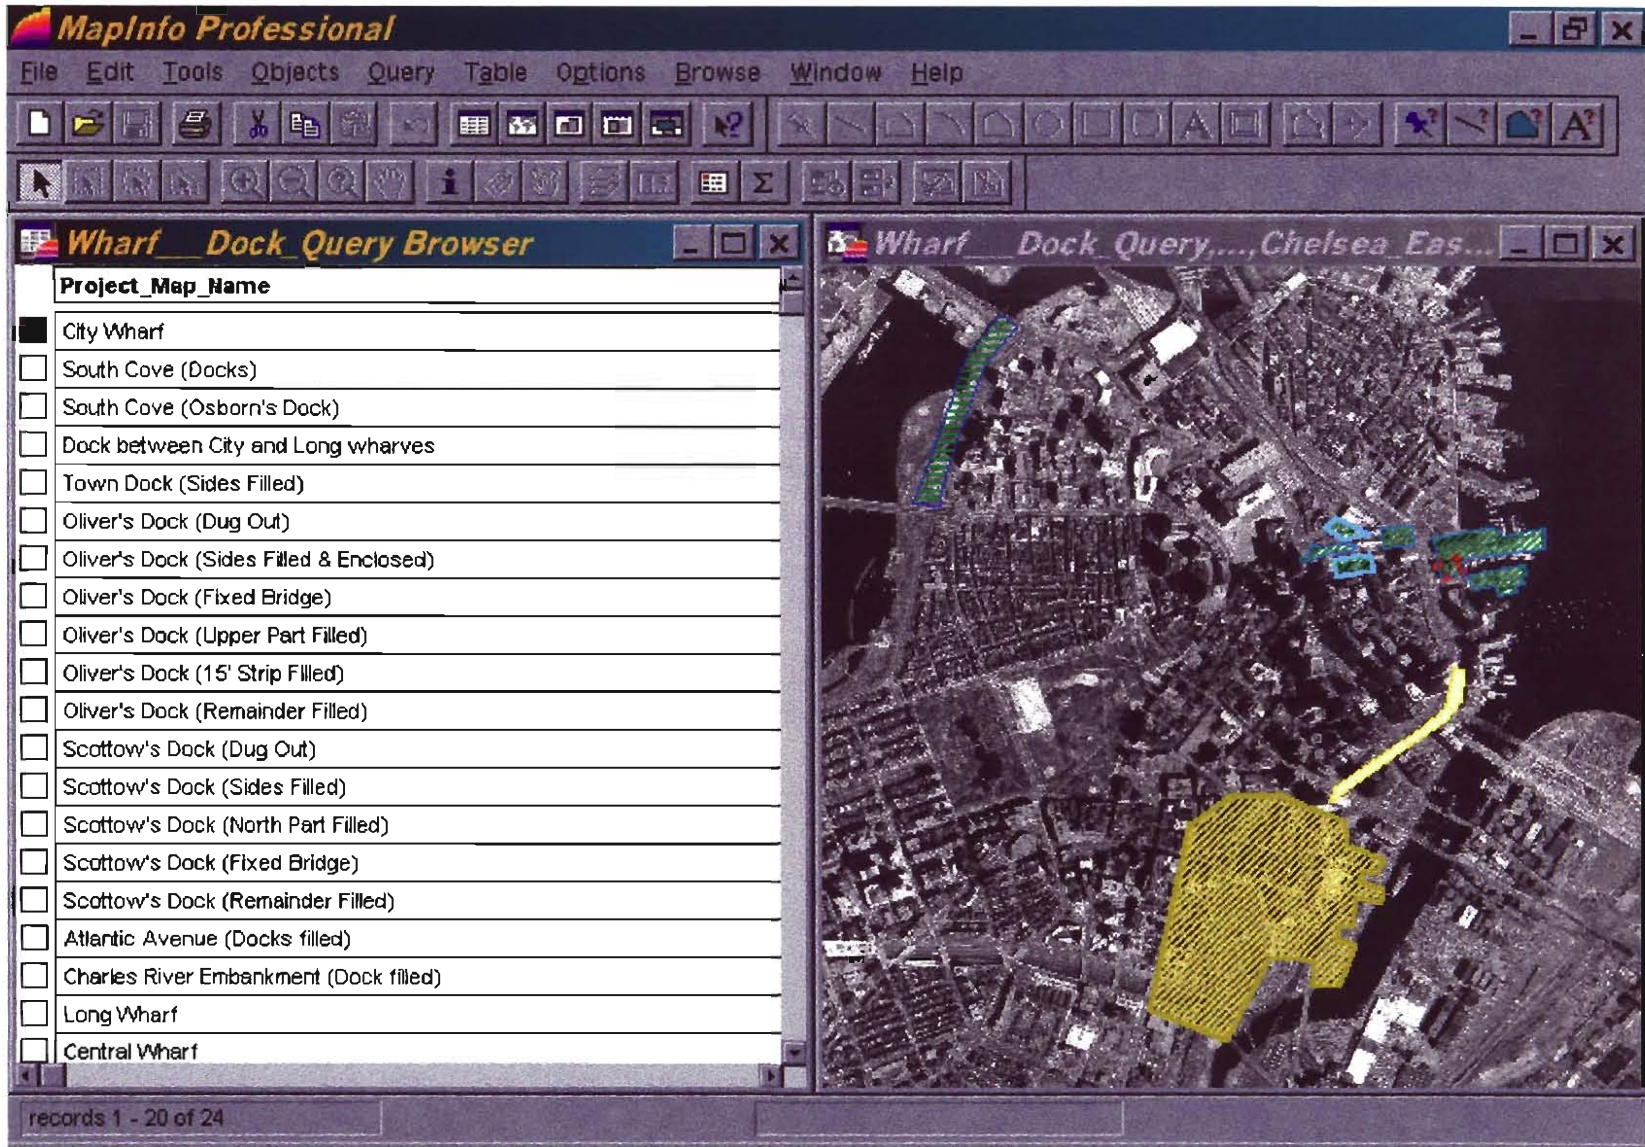 MapInfo Professional
File Edit Tools Objects Query Table Options Browse Window Help
Wharf__Dock_Query Browser
Project_Map_Name
City Wharf
South Cove (Docks)
South Cove (Osborn's Dock)
Dock between City and Long wharves
Town Dock (Sides Filled)
Oliver's Dock (Dug Out)
Oliver's Dock (Sides Filled & Enclosed)
Oliver's Dock (Fixed Bridge)
Oliver's Dock (Upper Part Filled)
Oliver's Dock (15' Strip Filled)
Oliver's Dock (Remainder Filled)
Scottow's Dock (Dug Out)
Scottow's Dock (Sides Filled)
Scottow's Dock (North Part Filled)
Scottow's Dock (Fixed Bridge)
Scottow's Dock (Remainder Filled)
Atlantic Avenue (Docks filled)
Charles River Embankment (Dock filled)
Long Wharf
Central Wharf
Wharf__Dock_Query,...,Chelsea_Eas...
records 1 - 20 of 24